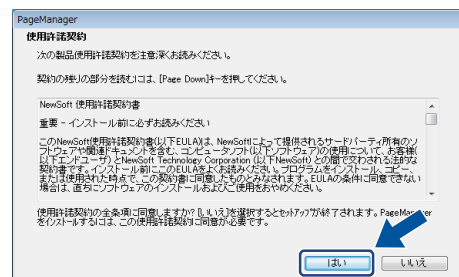 PageManager
使用許諾契約
次の製品使用許諾契約を注意深くお読みください。
契約の残りの部分を読むには、[Page Down]キーを押してください。
NewSoft 使用許諾契約書
重要 - インストール前に必ずお読みください
このNewSoft使用許諾契約書(以下EULA)は、NewSoftによって提供されるサードパーティ所有のソ
フトウェアや関連ドキュメントを含む、コンピュータソフト(以下ソフトウェア)の使用について、お客様(
以下エンドユーザ)とNewSoft Technology Corporation (以下NewSoft) との間で交わされる法的な
契約書です。インストール前にこのEULAをよくお読みください。プログラムをインストール、コピー、
または使用された時点で、この契約書に同意したものとみなされます。EULAの条件に同意できない
場合は、直ちにソフトウェアのインストールおよびご使用をおやめください。
使用許諾契約の全条項に同意しますか? [いいえ]を選択するとセットアップが終了されます。PageManager
をインストールするには、この使用許諾契約に同意が必要です。
はい
いいえ